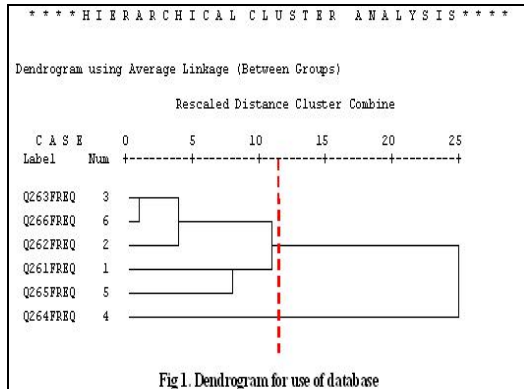 * * * * H I E R A R C H I C A L C L U S T E R A N A L Y S I S * * * *
Dendrogram using Average Linkage (Between Groups)
Rescaled Distance Cluster Combine
C A S E 0 5 10 15 20 25
Label Num +---------+---------+---------+---------+---------+
Q263FREQ 3
Q266FREQ 6
Q262FREQ 2
Q261FREQ 1
Q265FREQ 5
Q264FREQ 4
Fig 1. Dendrogram for use of database